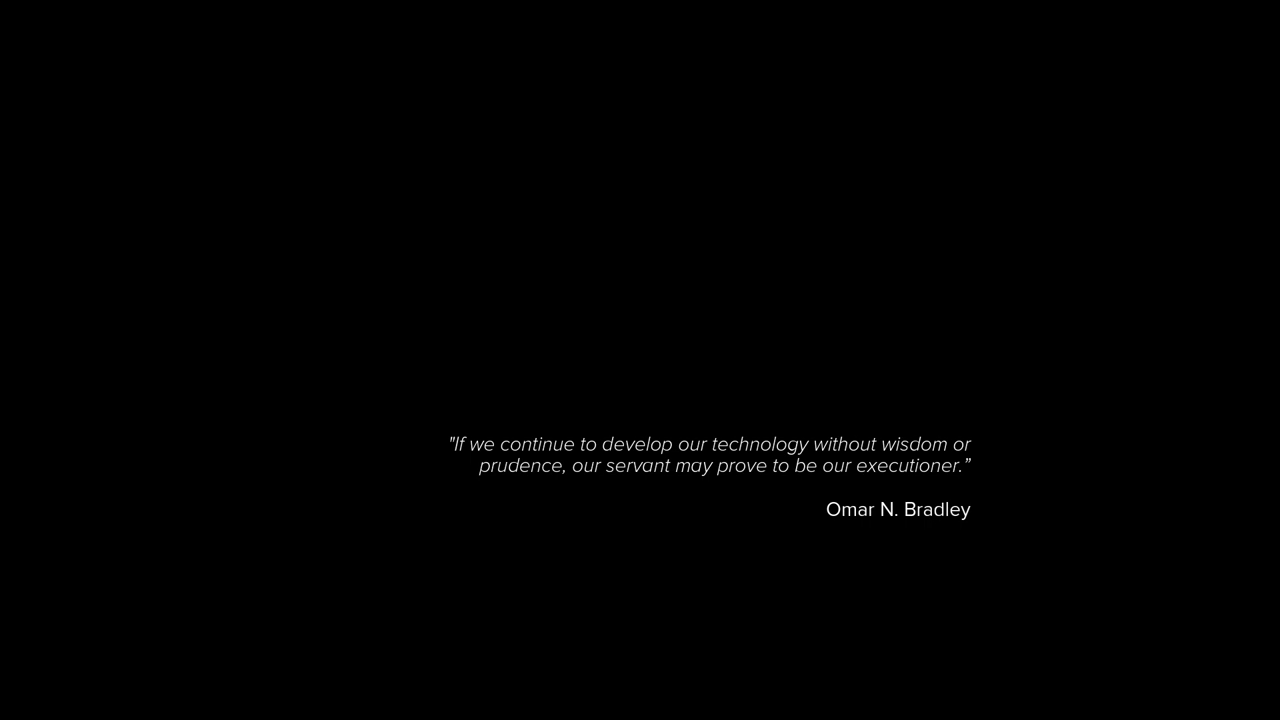 "If we continue to develop our technology without wisdom or
prudence, our servant may prove to be our executioner.”
Omar N. Bradley